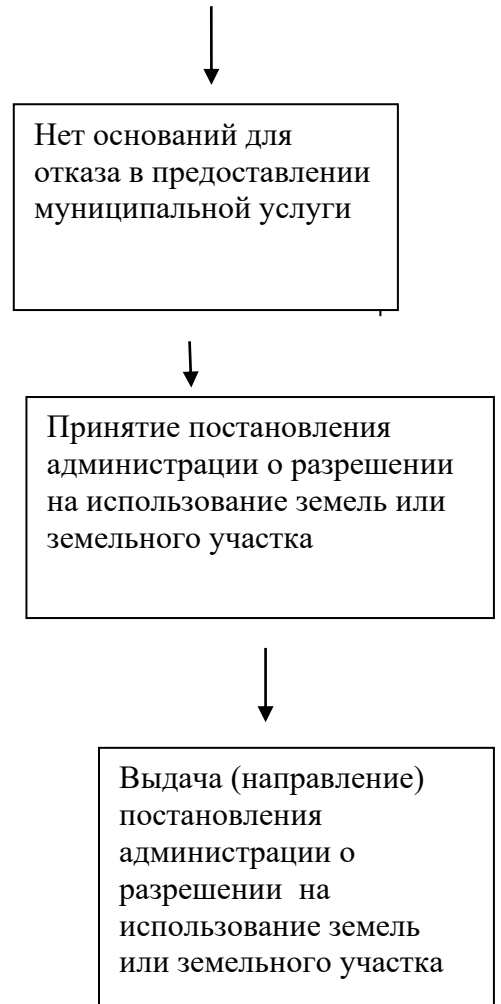 Нет оснований для
отказа в предоставлении
муниципальной услуги
Принятие постановления
администрации о разрешении
на использование земель или
земельного участка
Выдача (направление)
постановления
администрации о
разрешении  на
использование земель
или земельного участка